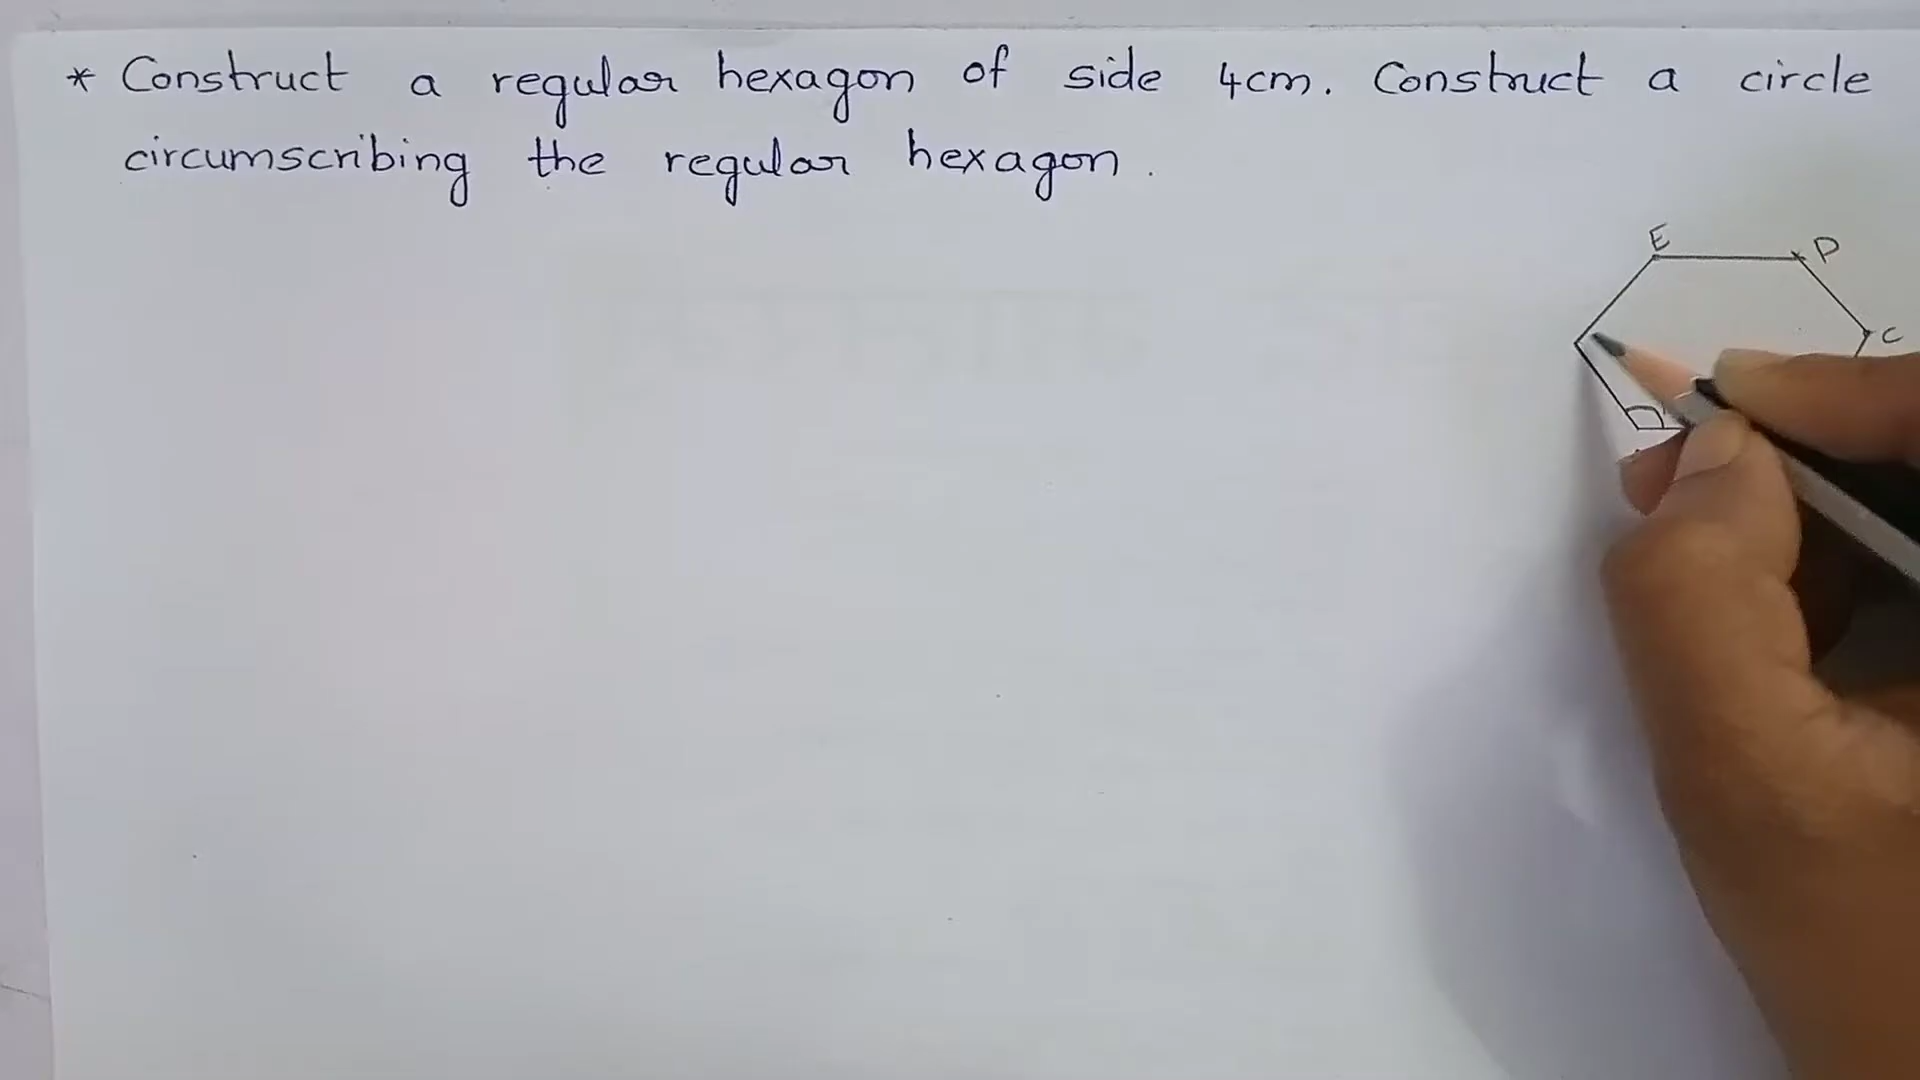 * Construct a regular hexagon of side 4cm. Construct a circle
circumscribing the regular hexagon.
E D
C